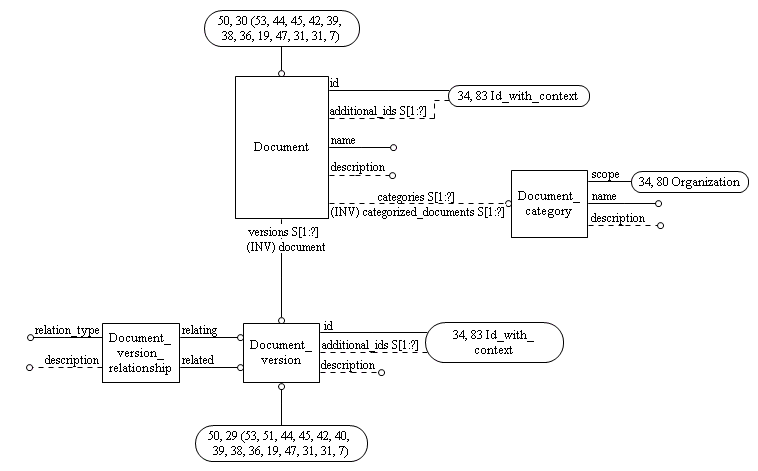 50, 30 (53, 44, 45, 42, 39,
38, 36, 19, 47, 31, 31, 7)
id
34, 83 Id_with_context
additional_ids S[1:?]
Document
name
description
categories S[1:?]
(INV) categorized_documents S[1:?]
Document_
category
scope
34, 80 Organization
name
description
versions S[1:?]
(INV) document
relation_type
description
Document_
version_
relationship
relating
related
Document_
version
id
additional_ids S[1:?]
description
34, 83 Id_with_
context
50, 29 (53, 51, 44, 45, 42, 40,
39, 38, 36, 19, 47, 31, 31, 7)